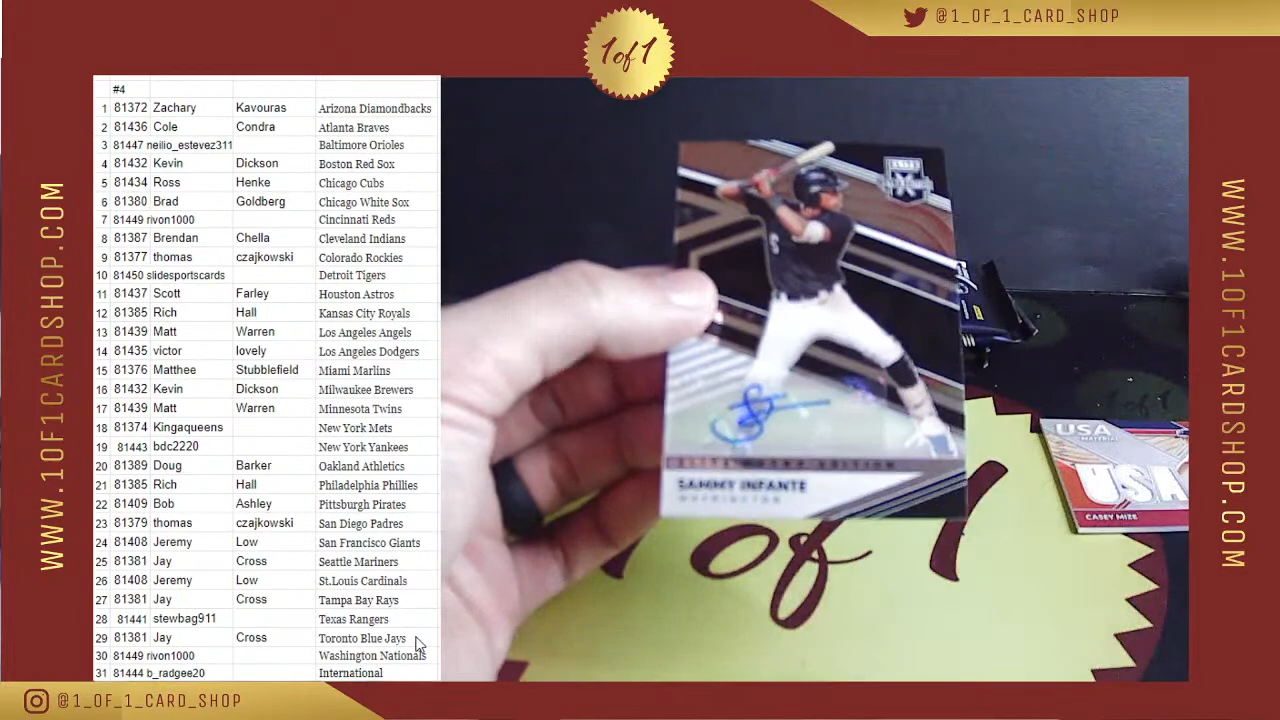 @1_OF_1_CARD_SHOP
1 of 1
#4
1 81372 Zachary Kavouras Arizona Diamondbacks
2 81436 Cole Condra Atlanta Braves
3 81447 neilio_estevez311 Baltimore Orioles
4 81432 Kevin Dickson Boston Red Sox
5 81434 Ross Henke Chicago Cubs
6 81380 Brad Goldberg Chicago White Sox
7 81449 rivon1000 Cincinnati Reds
8 81387 Brendan Chella Cleveland Indians
9 81377 thomas czajkowski Colorado Rockies
10 81450 slidesportscards Detroit Tigers
11 81437 Scott Farley Houston Astros
12 81385 Rich Hall Kansas City Royals
13 81439 Matt Warren Los Angeles Angels
14 81435 victor lovely Los Angeles Dodgers
15 81376 Matthee Stubblefield Miami Marlins
16 81432 Kevin Dickson Milwaukee Brewers
17 81439 Matt Warren Minnesota Twins
18 81374 Kingaqueens New York Mets
19 81443 bdc2220 New York Yankees
20 81389 Doug Barker Oakland Athletics
21 81385 Rich Hall Philadelphia Phillies
22 81409 Bob Ashley Pittsburgh Pirates
23 81379 thomas czajkowski San Diego Padres
24 81408 Jeremy Low San Francisco Giants
25 81381 Jay Cross Seattle Mariners
26 81408 Jeremy Low St.Louis Cardinals
27 81381 Jay Cross Tampa Bay Rays
28 81441 stewbag911 Texas Rangers
29 81381 Jay Cross Toronto Blue Jays
30 81449 rivon1000 Washington Nationals
31 81444 b_radgee20 International
WWW.1OF1CARDSHOP.COM
ELITE
SAMMY INFANTE
WASHINGTON
USA
MATERIAL
USA
CASEY MIZE
1 of 1
WWW.1OF1CARDSHOP.COM
@1_OF_1_CARD_SHOP